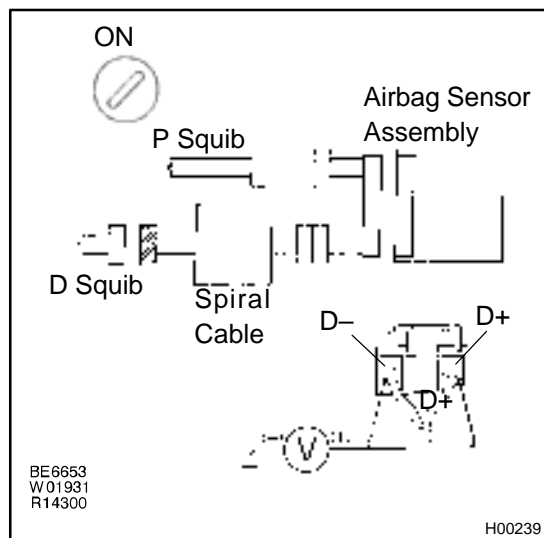 ON
Airbag Sensor
Assembly
P Squib
D Squib
Spiral
Cable
D–
D+
D+
V
BE6653
W01931
R14300
H00239